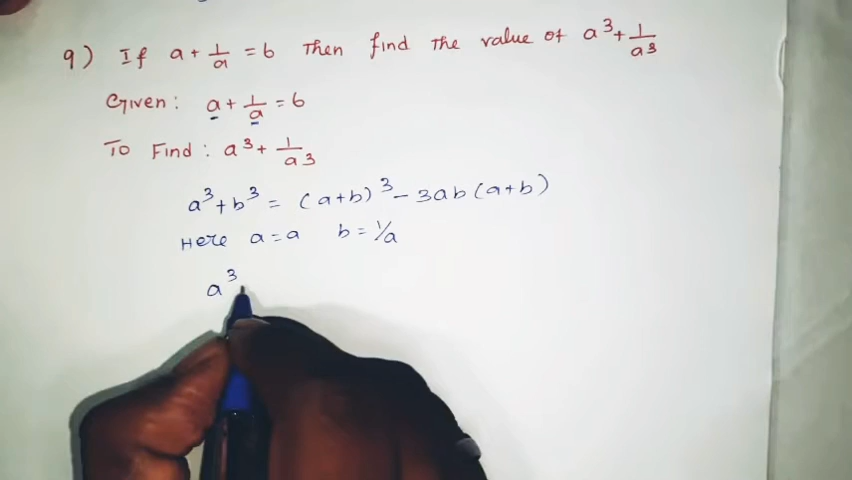 9) If a + 1/a = 6 Then find the value of a³ + 1/a³
Given: a + 1/a = 6
To Find: a³ + 1/a³
a³ + b³ = (a+b)³ - 3ab(a+b)
Here a = a b = 1/a
a³